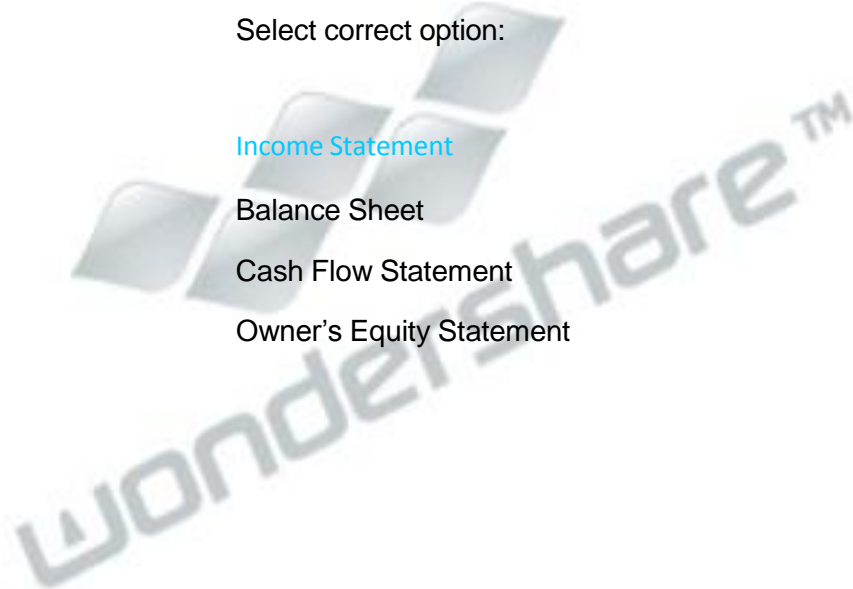 Select correct option:
Income Statement
Balance Sheet
Cash Flow Statement
Owner’s Equity Statement
wondershare™